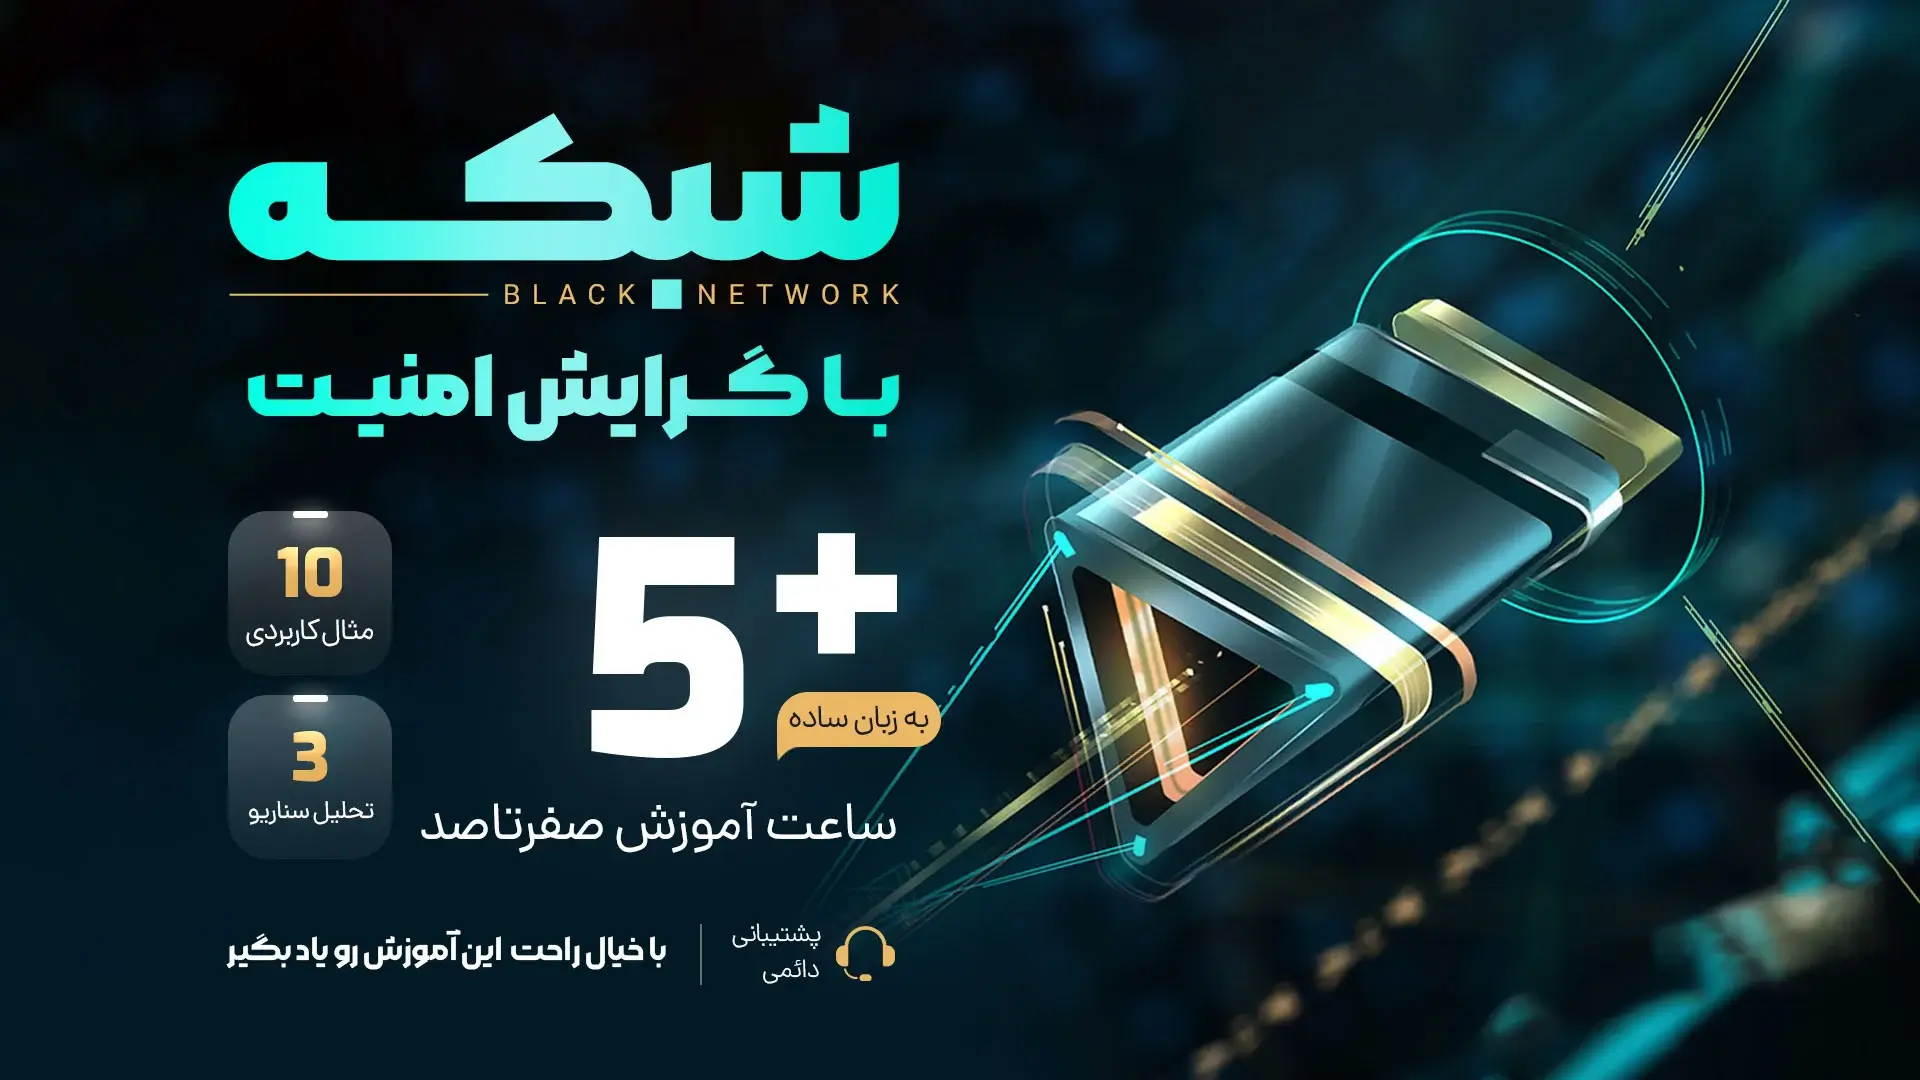 شبکه
BLACK NETWORK
با گرایش امنیت
5+
به زبان ساده
ساعت آموزش صفرتاصد
10
مثال کاربردی
3
تحلیل سناریو
پشتیبانی
دائمی
با خیال راحت این آموزش رو یاد بگیر